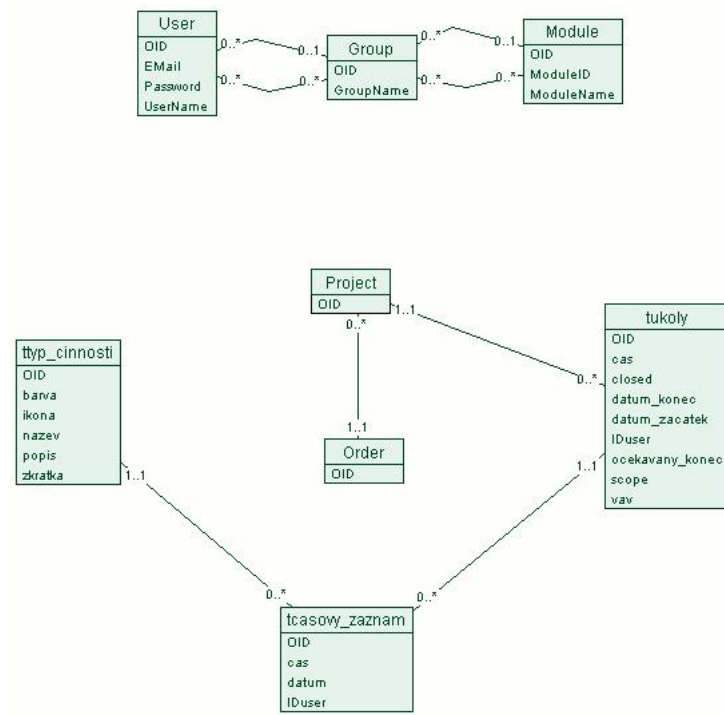 User
OID
EMail
Password
UserName
0..*
0..1
0..*
0..*
Group
OID
GroupName
0..*
0..1
0..*
0..*
Module
OID
ModuleID
ModuleName
Project
OID
0..*
1..1
1..1
0..*
Order
OID
tukoly
OID
cas
closed
datum_konec
datum_zacatek
IDuser
ocekavany_konec
scope
vav
ttyp_cinnosti
OID
barva
ikona
nazev
popis
zkratka
1..1
0..*
1..1
0..*
tcasovy_zaznam
OID
cas
datum
IDuser